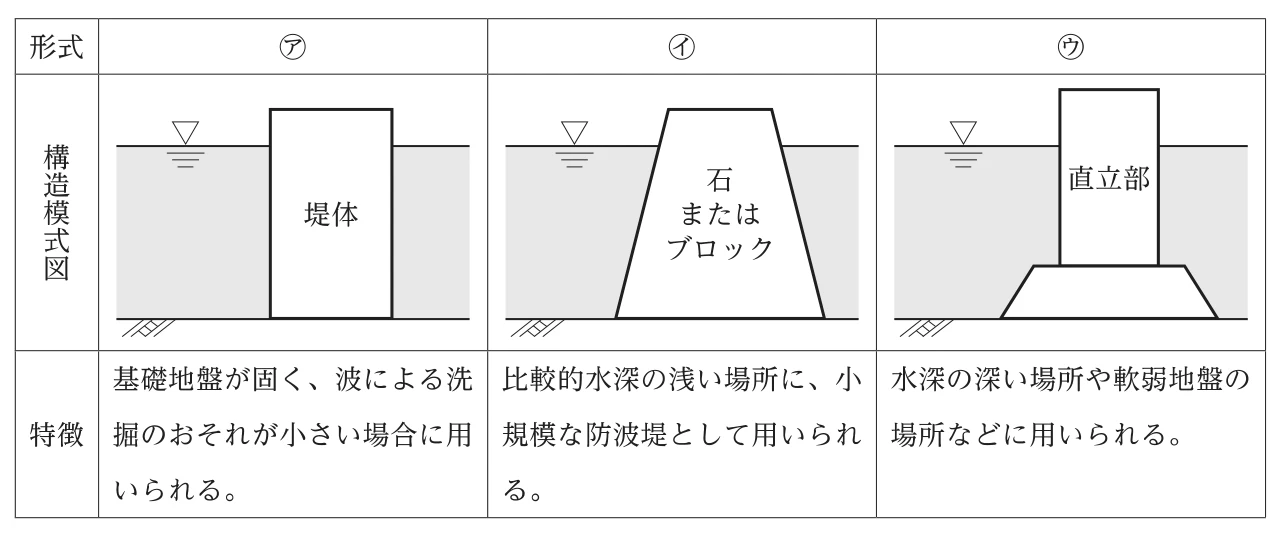 形式
㋐
㋑
㋒
構造模式図
堤体
石
または
ブロック
直立部
特徴
基礎地盤が固く、波による洗
掘のおそれが小さい場合に用
いられる。
比較的水深の浅い場所に、小
規模な防波堤として用いられ
る。
水深の深い場所や軟弱地盤の
場所などに用いられる。